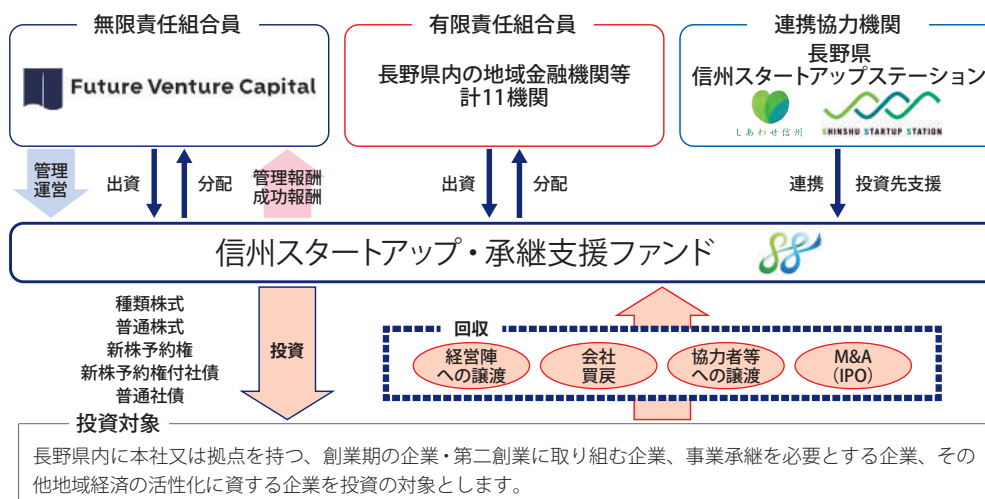 無限責任組合員
Future Venture Capital
有限責任組合員
長野県内の地域金融機関等
計11機関
連携協力機関
長野県
信州スタートアップステーション
しあわせ信州
SHINSHU STARTUP STATION
管理
運営
出資
分配
管理報酬
成功報酬
出資
分配
連携
投資先支援
信州スタートアップ・承継支援ファンド
種類株式
普通株式
新株予約権
新株予約権付社債
普通社債
投資
回収
経営陣
への譲渡
会社
買戻
協力者等
への譲渡
M&A
(IPO)
投資対象
長野県内に本社又は拠点を持つ、創業期の企業・第二創業に取り組む企業、事業承継を必要とする企業、その
他地域経済の活性化に資する企業を投資の対象とします。